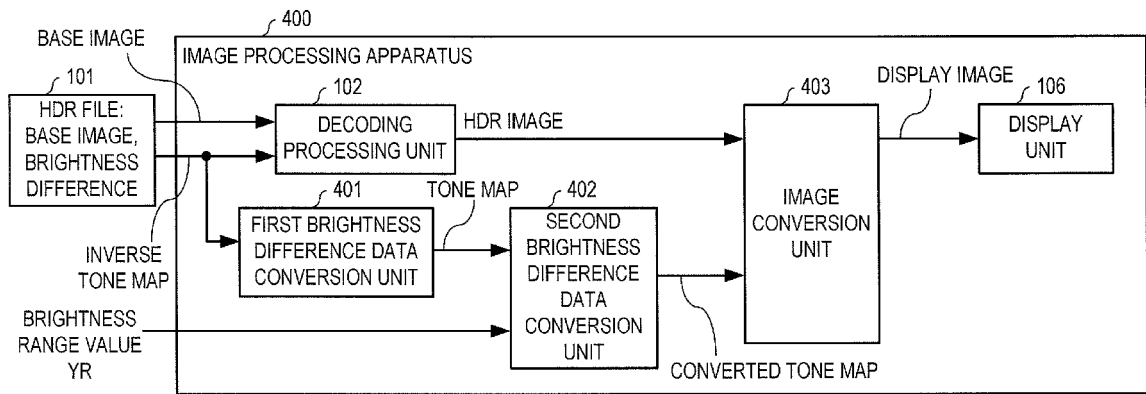 400
BASE IMAGE
IMAGE PROCESSING APPARATUS
101
HDR FILE:
BASE IMAGE,
BRIGHTNESS
DIFFERENCE
102
DECODING
PROCESSING UNIT
HDR IMAGE
403
IMAGE
CONVERSION
UNIT
DISPLAY IMAGE
106
DISPLAY
UNIT
INVERSE
TONE MAP
401
FIRST BRIGHTNESS
DIFFERENCE DATA
CONVERSION UNIT
TONE MAP
402
SECOND
BRIGHTNESS
DIFFERENCE
DATA
CONVERSION
UNIT
BRIGHTNESS
RANGE VALUE
YR
CONVERTED TONE MAP